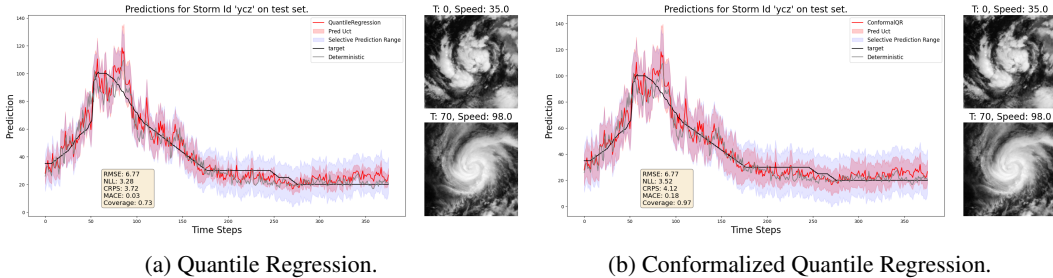 Predictions for Storm Id 'ycz' on test set.
QuantileRegression
Pred Uct
Selective Prediction Range
target
Deterministic
Prediction
140
120
100
80
60
40
20
0
RMSE: 6.77
NLL: 3.28
CRPS: 3.72
MACE: 0.03
Coverage: 0.73
0 50 100 150 200 250 300 350
Time Steps
T: 0, Speed: 35.0
T: 70, Speed: 98.0
(a) Quantile Regression.
Predictions for Storm Id 'ycz' on test set.
ConformalQR
Pred Uct
Selective Prediction Range
target
Deterministic
Prediction
140
120
100
80
60
40
20
0
RMSE: 6.77
NLL: 3.52
CRPS: 4.12
MACE: 0.18
Coverage: 0.97
0 50 100 150 200 250 300 350
Time Steps
T: 0, Speed: 35.0
T: 70, Speed: 98.0
(b) Conformalized Quantile Regression.